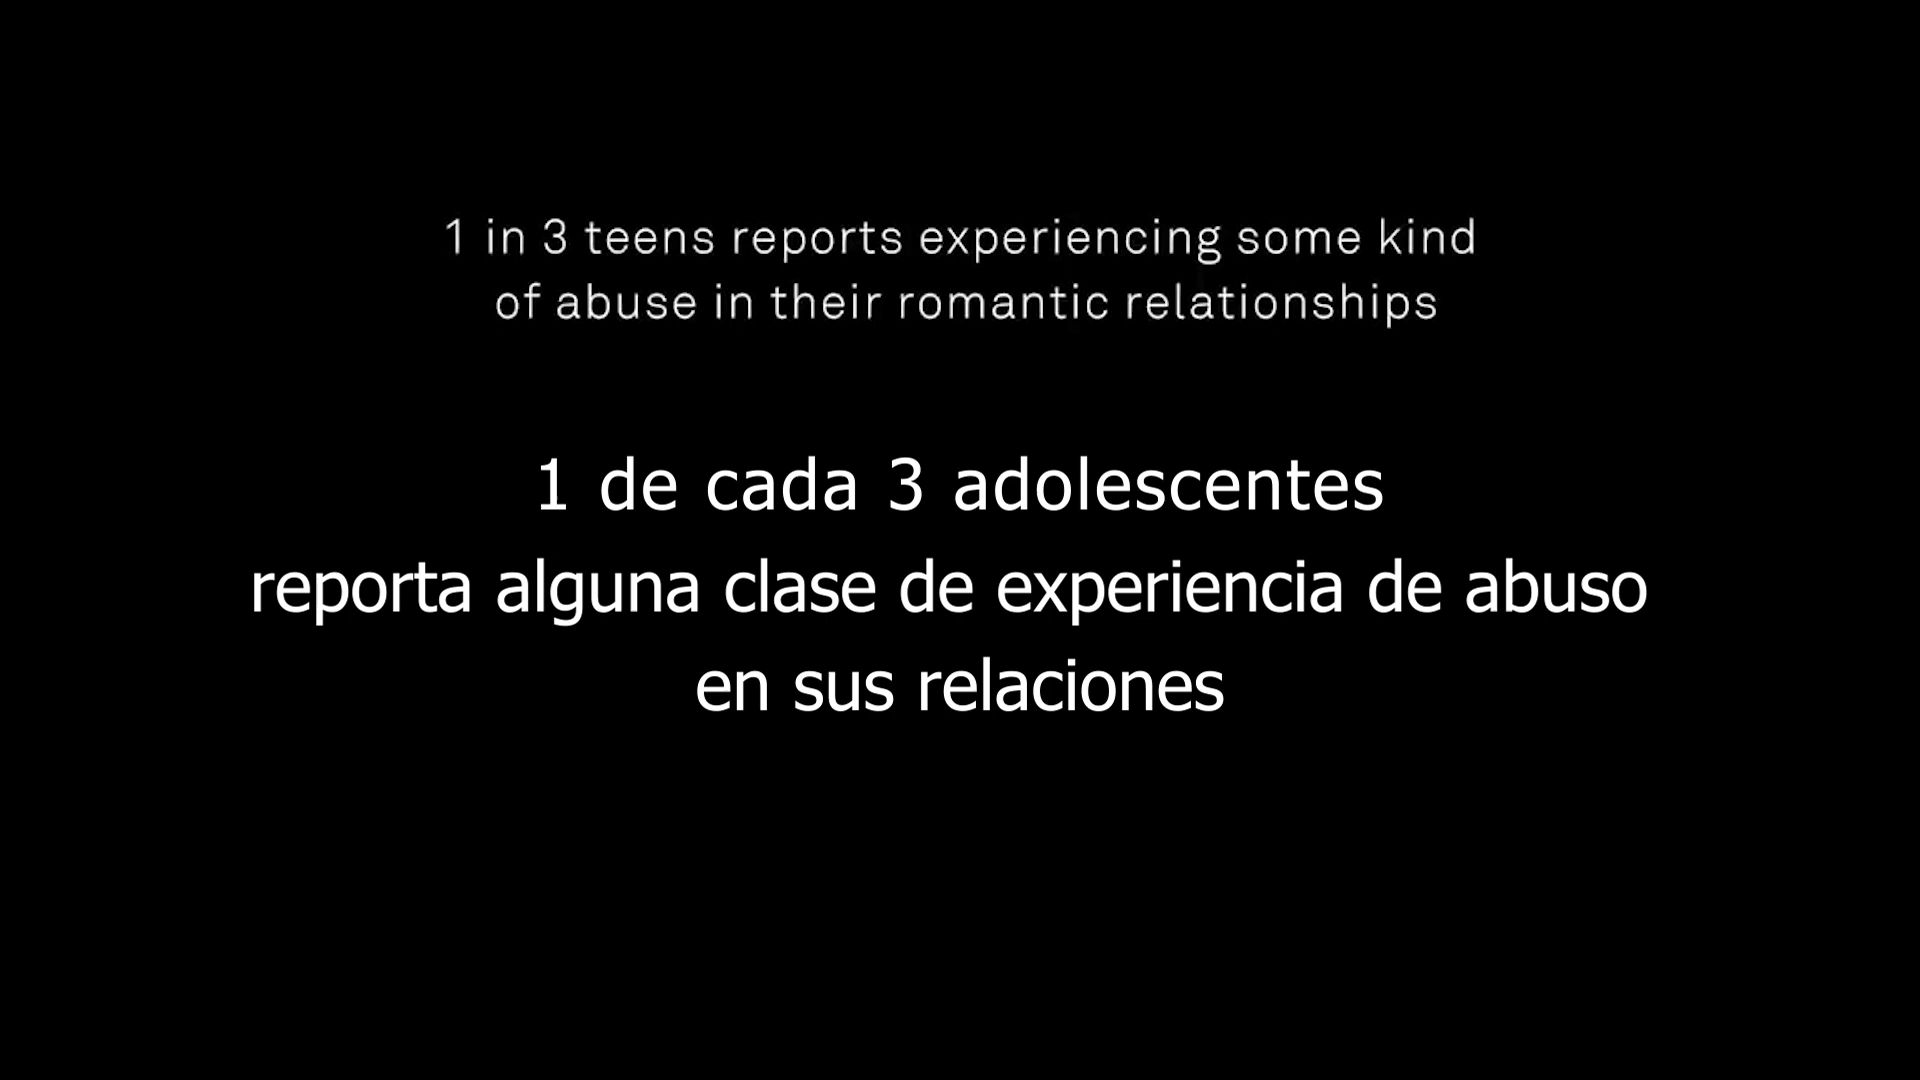 1 in 3 teens reports experiencing some kind
of abuse in their romantic relationships
1 de cada 3 adolescentes
reporta alguna clase de experiencia de abuso
en sus relaciones